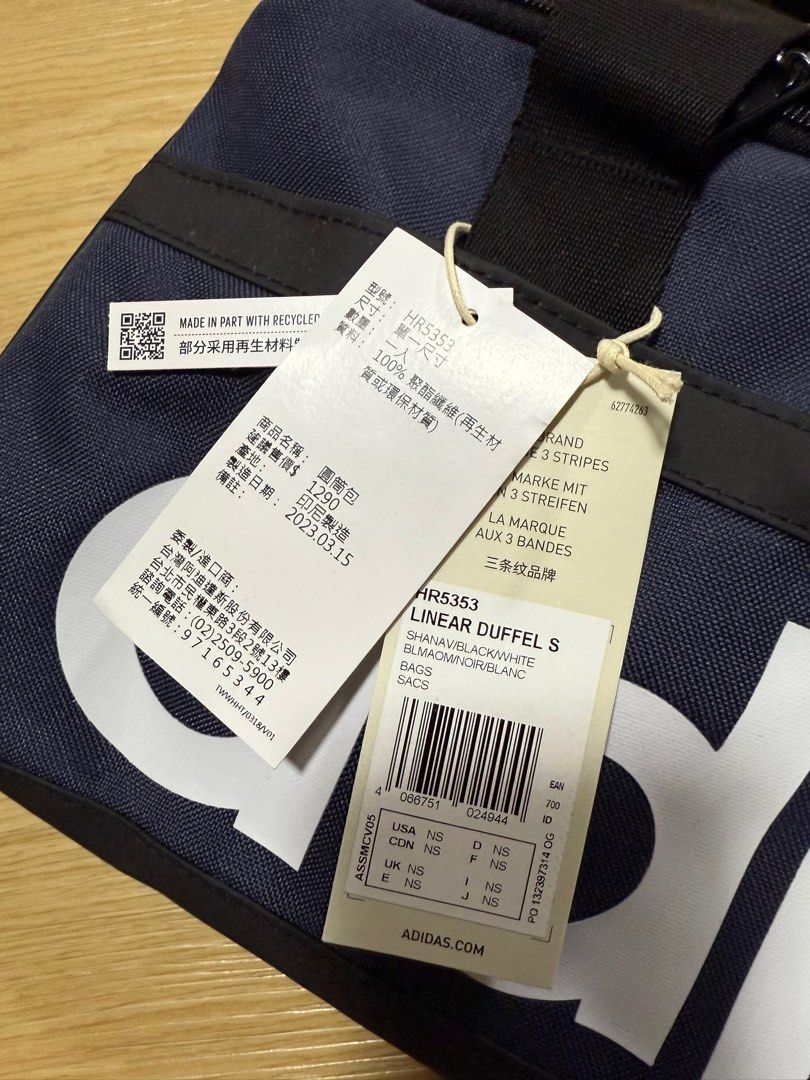 MADE IN PART WITH RECYCLED
部分采用再生材料
型號: HR5353
尺寸: 單一尺寸
數量: 一入
質料: 100% 聚酯纖維(再生材
質或環保材質)
商品名稱: 圓筒包
建議售價$ 1290
產地: 印尼製造
製造日期: 2023.03.15
備註:
委製/進口商:
台灣阿迪達斯股份有限公司
台北市民權東路3段2號13樓
諮詢電話:(02)2509-5900
統一編號:97165344
TWWHHT/0318/V01
62774263
BRAND
3 STRIPES
MARKE MIT
3 STREIFEN
LA MARQUE
AUX 3 BANDES
三条纹品牌
HR5353
LINEAR DUFFEL S
SHANAV/BLACK/WHITE
BLMAOM/NOIR/BLANC
BAGS
SACS
4 066751 024944
EAN
700
ID
ASSMCV05
USA NS
CDN NS
UK NS
E NS
D NS
F NS
I NS
J NS
PO 132397314 OG
ADIDAS.COM
ad